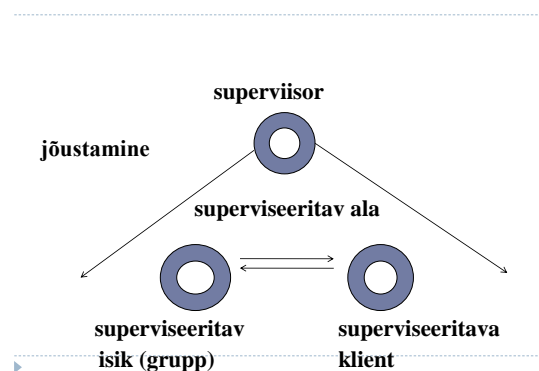 superviisor
jõustamine
superviseeritav ala
superviseeritav
isik (grupp)
superviseeritava
klient